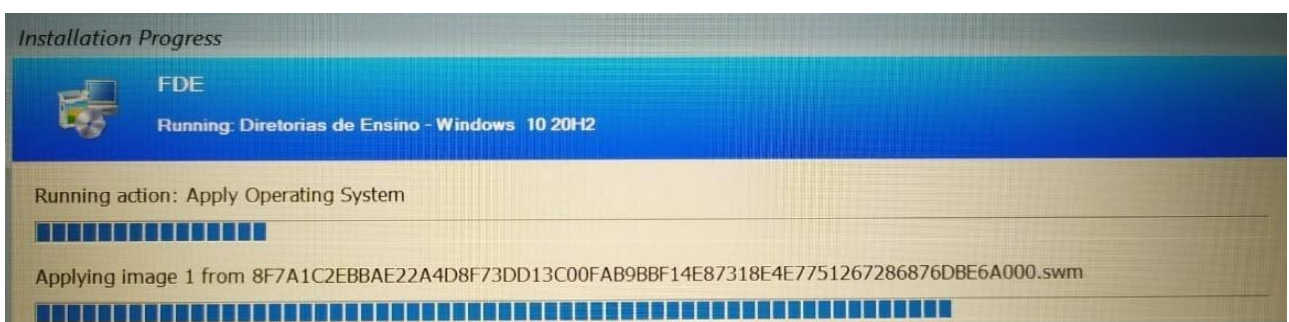 Installation Progress
FDE
Running: Diretorias de Ensino - Windows 10 20H2
Running action: Apply Operating System
Applying image 1 from 8F7A1C2EBBAE22A4D8F73DD13C00FAB9BBF14E87318E4E7751267286876DBE6A000.swm